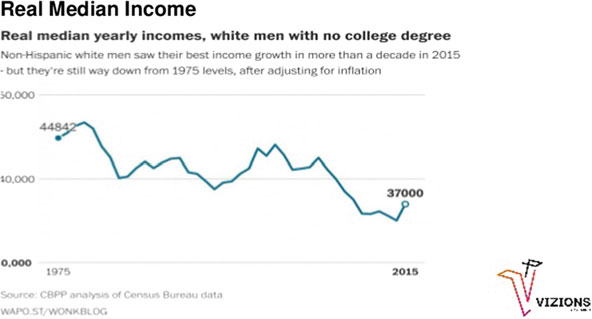 Real Median Income
Real median yearly incomes, white men with no college degree
Non-Hispanic white men saw their best income growth in more than a decade in 2015
- but they're still way down from 1975 levels, after adjusting for inflation
0,000
44842
0,000
37000
0,000
1975
2015
Source: CBPP analysis of Census Bureau data
WAPO.ST/WONKBLOG
VIZIONS